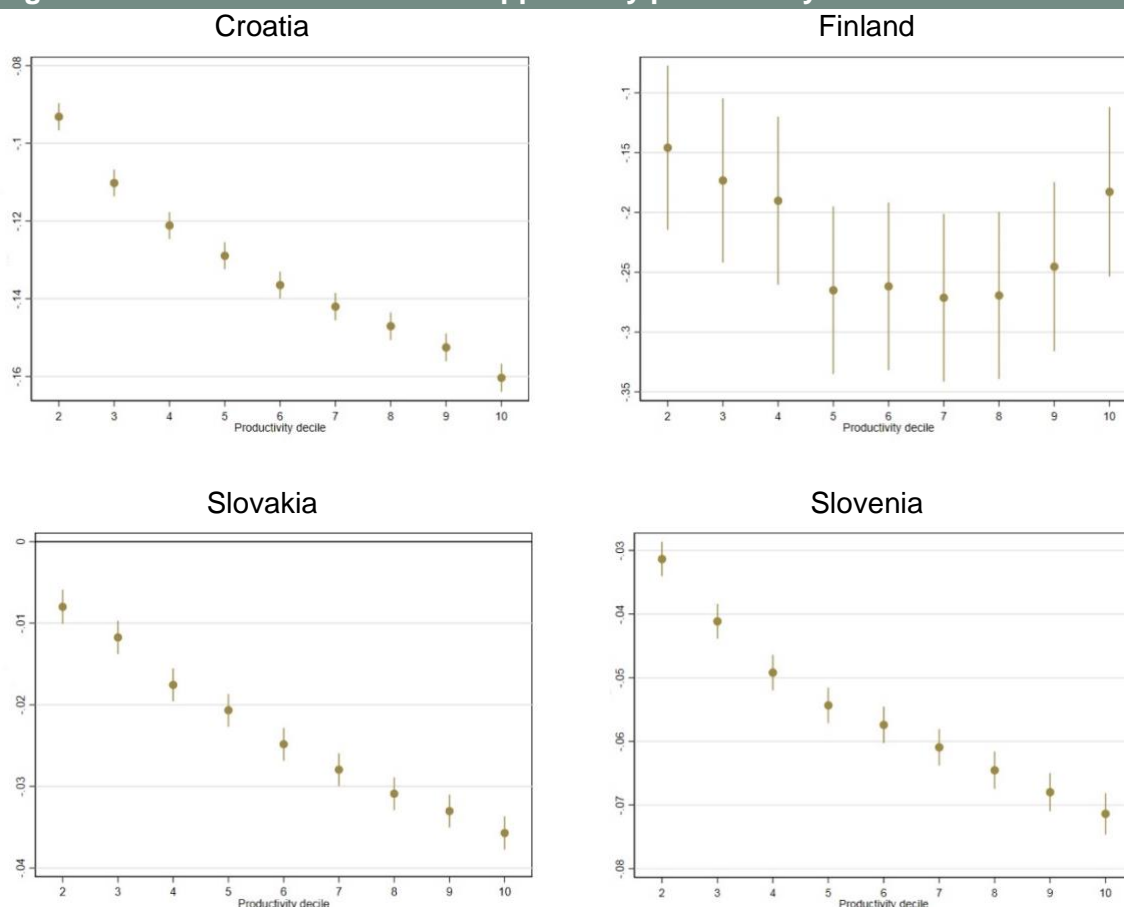 Croatia
-.08
-.1
-.12
-.14
-.16
2 3 4 5 6 7 8 9 10
Productivity decile
Finland
-.1
-.15
-.2
-.25
-.3
-.35
2 3 4 5 6 7 8 9 10
Productivity decile
Slovakia
0
-.01
-.02
-.03
-.04
2 3 4 5 6 7 8 9 10
Productivity decile
Slovenia
-.03
-.04
-.05
-.06
-.07
-.08
2 3 4 5 6 7 8 9 10
Productivity decile